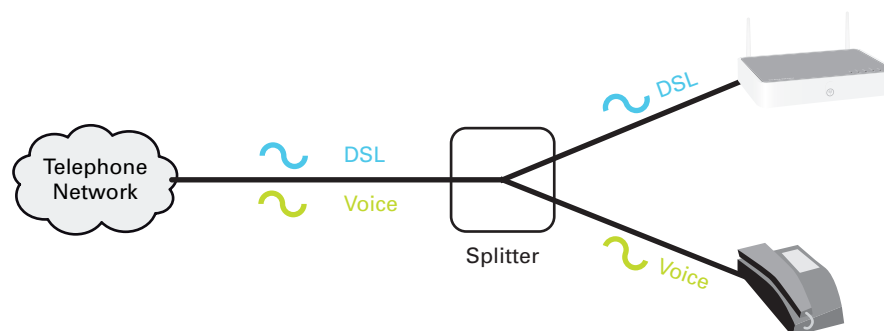 Telephone
Network
DSL
Voice
Splitter
DSL
Voice